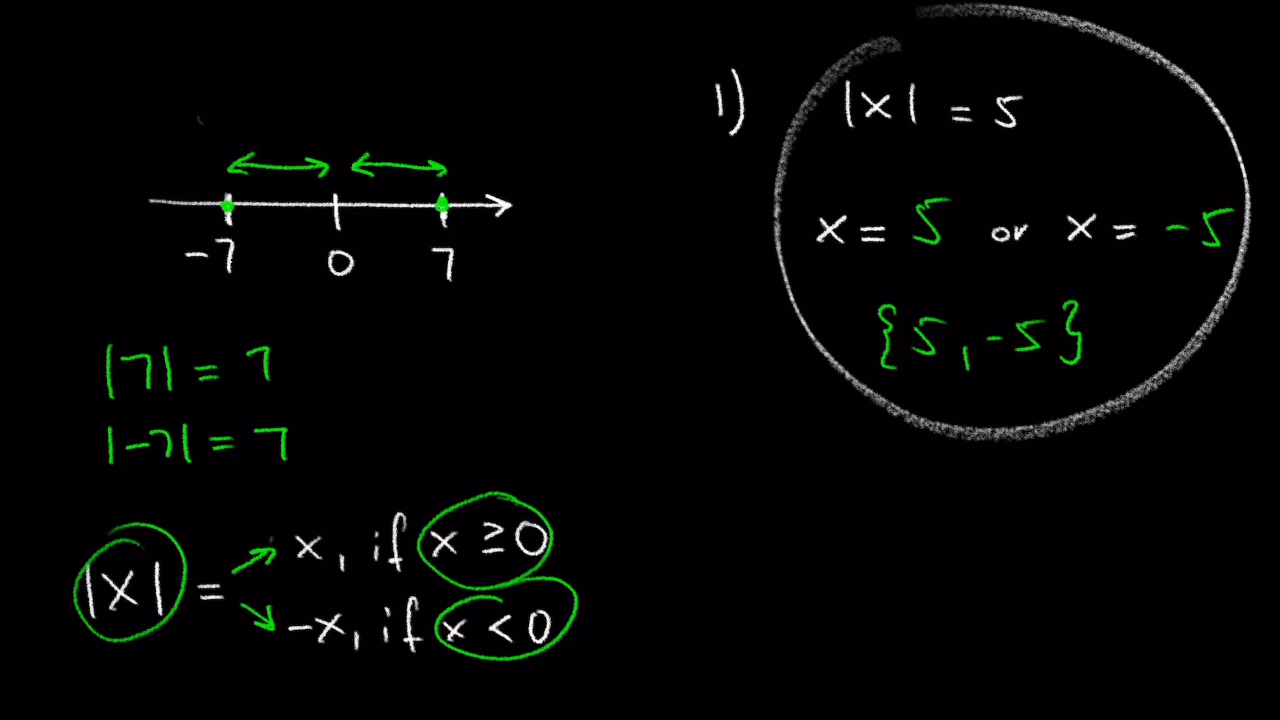 -7 0 7
|7| = 7
|-7| = 7
|x| =
x, if x ≥ 0
-x, if x < 0
1) |x| = 5
x = 5 or x = -5
{5, -5}